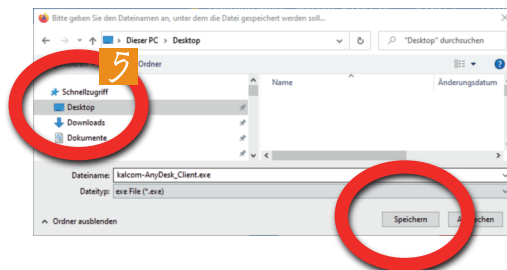 Bitte geben Sie den Dateinamen an, unter dem die Datei gespeichert werden soll...
Dieser PC > Desktop
"Desktop" durchsuchen
5
Ordner
Name
Änderungsdatum
Schnellzugriff
Desktop
Downloads
Dokumente
Dateiname: kalcom-AnyDesk_Client.exe
Dateityp: exe File (*.exe)
Ordner ausblenden
Speichern